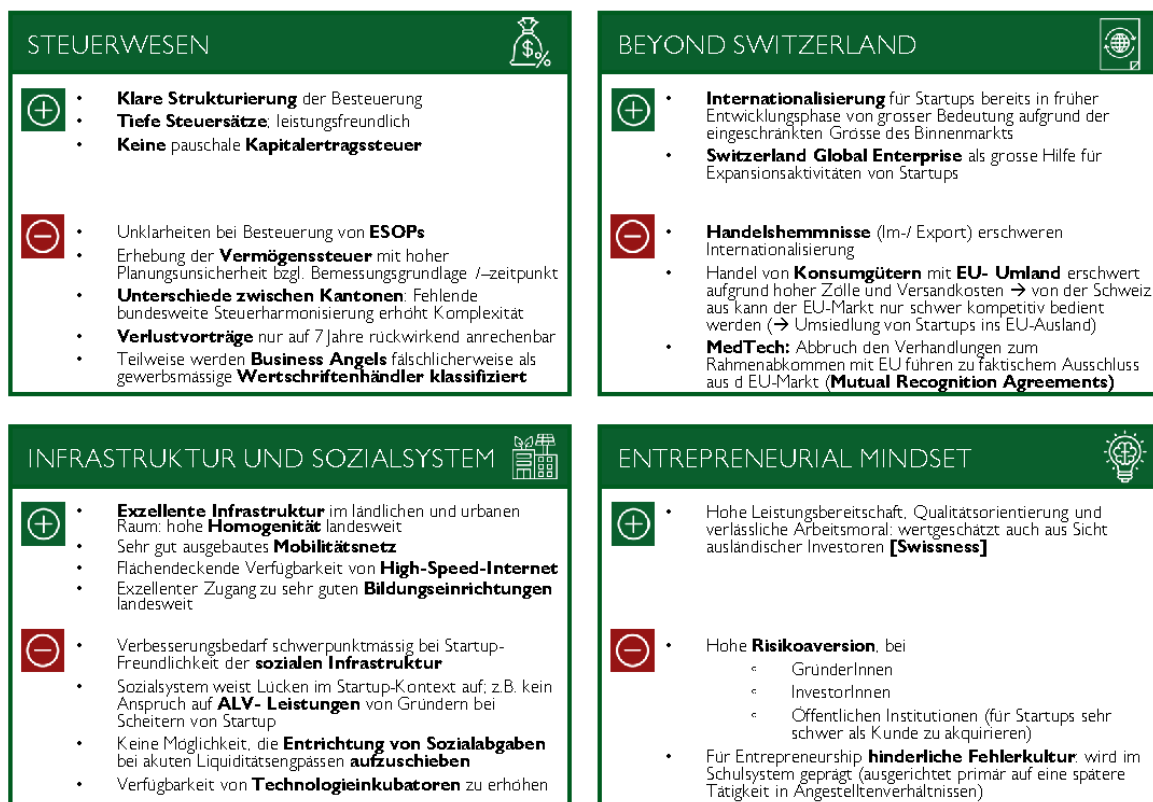 STEUERWESEN
• Klare Strukturierung der Besteuerung
• Tiefe Steuersätze; leistungsfreundlich
• Keine pauschale Kapitalertragssteuer
• Unklarheiten bei Besteuerung von ESOPs
• Erhebung der Vermögenssteuer mit hoher
Planungsunsicherheit bzgl. Bemessungsgrundlage /–zeitpunkt
• Unterschiede zwischen Kantonen: Fehlende
bundesweite Steuerharmonisierung erhöht Komplexität
• Verlustvorträge nur auf 7 Jahre rückwirkend anrechenbar
• Teilweise werden Business Angels fälschlicherweise als
gewerbsmässige Wertschriftenhändler klassifiziert
BEYOND SWITZERLAND
• Internationalisierung für Startups bereits in früher
Entwicklungsphase von grosser Bedeutung aufgrund der
eingeschränkten Grösse des Binnenmarkts
• Switzerland Global Enterprise als grosse Hilfe für
Expansionsaktivitäten von Startups
• Handelshemmnisse (Im-/ Export) erschweren
Internationalisierung
• Handel von Konsumgütern mit EU- Umland erschwert
aufgrund hoher Zölle und Versandkosten → von der Schweiz
aus kann der EU-Markt nur schwer kompetitiv bedient
werden (→ Umsiedlung von Startups ins EU-Ausland)
• MedTech: Abbruch den Verhandlungen zum
Rahmenabkommen mit EU führen zu faktischem Ausschluss
aus d EU-Markt (Mutual Recognition Agreements)
INFRASTRUKTUR UND SOZIALSYSTEM
• Exzellente Infrastruktur im ländlichen und urbanen
Raum: hohe Homogenität landesweit
• Sehr gut ausgebautes Mobilitätsnetz
• Flächendeckende Verfügbarkeit von High-Speed-Internet
• Exzellenter Zugang zu sehr guten Bildungseinrichtungen
landesweit
• Verbesserungsbedarf schwerpunktmässig bei Startup-
Freundlichkeit der sozialen Infrastruktur
• Sozialsystem weist Lücken im Startup-Kontext auf; z.B. kein
Anspruch auf ALV- Leistungen von Gründern bei
Scheitern von Startup
• Keine Möglichkeit, die Entrichtung von Sozialabgaben
bei akuten Liquiditätsengpässen aufzuschieben
• Verfügbarkeit von Technologieinkubatoren zu erhöhen
ENTREPRENEURIAL MINDSET
• Hohe Leistungsbereitschaft, Qualitätsorientierung und
verlässliche Arbeitsmoral: wertgeschätzt auch aus Sicht
ausländischer Investoren [Swissness]
• Hohe Risikoaversion, bei
◦ GründerInnen
◦ InvestorInnen
◦ Öffentlichen Institutionen (für Startups sehr
schwer als Kunde zu akquirieren)
• Für Entrepreneurship hinderliche Fehlerkultur: wird im
Schulsystem geprägt (ausgerichtet primär auf eine spätere
Tätigkeit in Angestelltenverhältnissen)